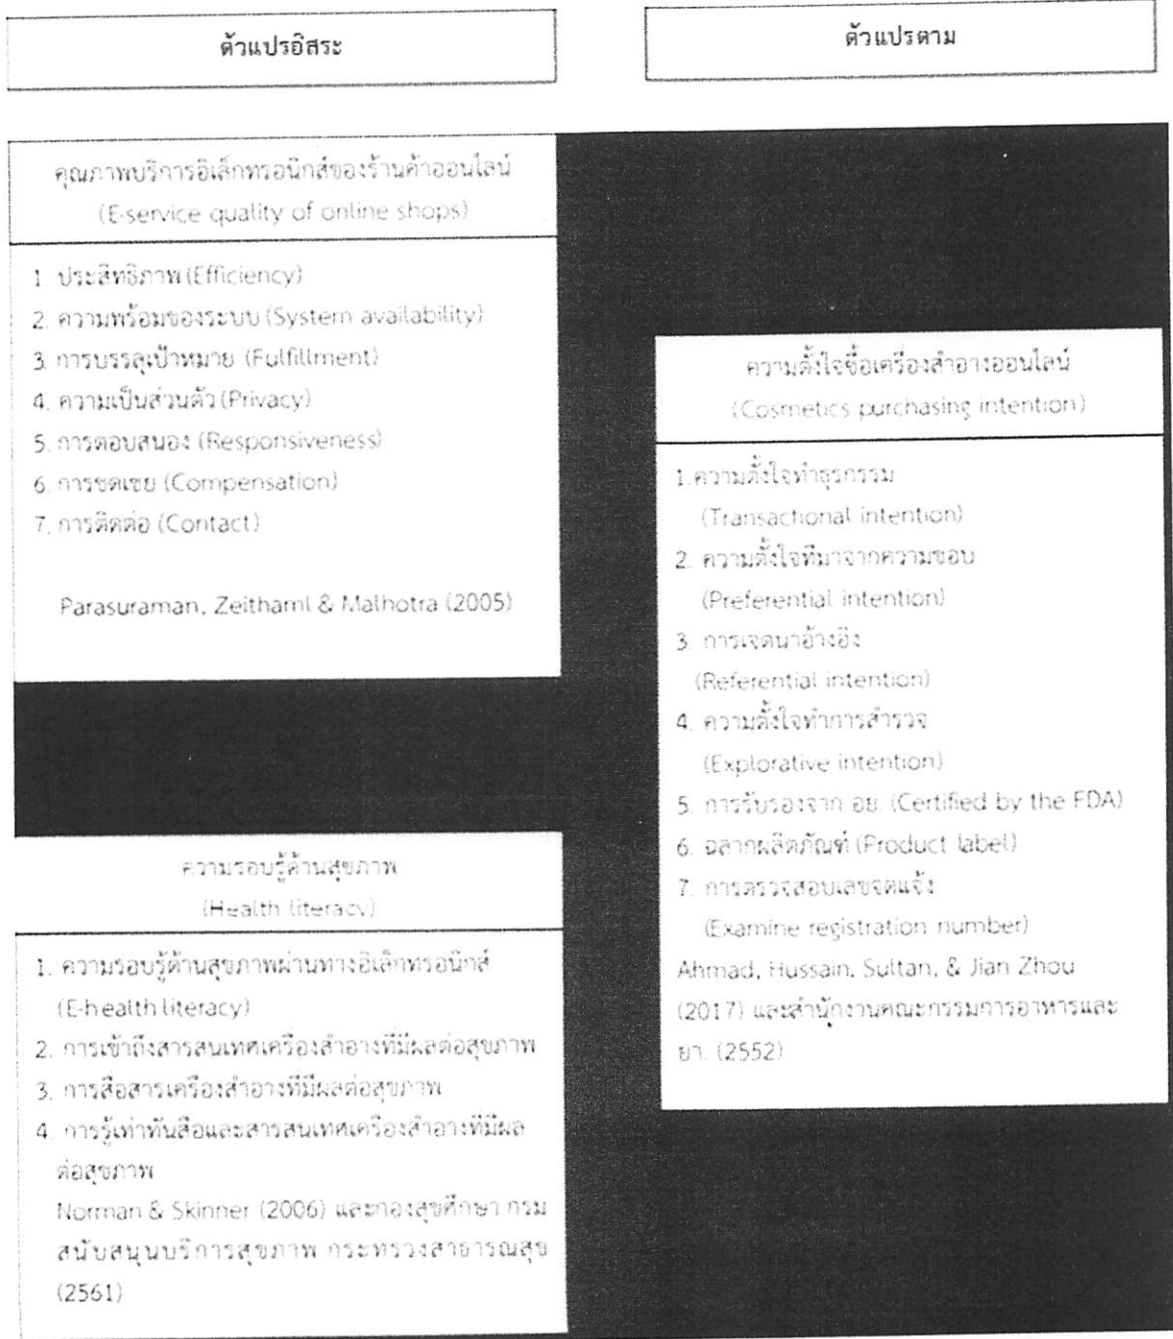 ตัวแปรอิสระ
ตัวแปรตาม
คุณภาพบริการอิเล็กทรอนิกส์ของร้านค้าออนไลน์
(E-service quality of online shops)
1. ประสิทธิภาพ (Efficiency)
2. ความพร้อมของระบบ (System availability)
3. การบรรลุเป้าหมาย (Fulfillment)
4. ความเป็นส่วนตัว (Privacy)
5. การตอบสนอง (Responsiveness)
6. การชดเชย (Compensation)
7. การติดต่อ (Contact)
Parasuraman, Zeithaml & Malhotra (2005)
ความรอบรู้ด้านสุขภาพ
(Health literacy)
1. ความรอบรู้ด้านสุขภาพผ่านทางอิเล็กทรอนิกส์
(E-health literacy)
2. การเข้าถึงสารสนเทศเครื่องสำอางที่มีผลต่อสุขภาพ
3. การสื่อสารเครื่องสำอางที่มีผลต่อสุขภาพ
4. การรู้เท่าทันสื่อและสารสนเทศเครื่องสำอางที่มีผล
ต่อสุขภาพ
Norman & Skinner (2006) และกองสุขศึกษา กรม
สนับสนุนบริการสุขภาพ กระทรวงสาธารณสุข
(2561)
ความตั้งใจซื้อเครื่องสำอางออนไลน์
(Cosmetics purchasing intention)
1.ความตั้งใจทำธุรกรรม
(Transactional intention)
2. ความตั้งใจที่มาจากความชอบ
(Preferential intention)
3. การเจตนาอ้างอิง
(Referential intention)
4. ความตั้งใจทำการสำรวจ
(Explorative intention)
5. การรับรองจาก อย. (Certified by the FDA)
6. ฉลากผลิตภัณฑ์ (Product label)
7. การตรวจสอบเลขจดแจ้ง
(Examine registration number)
Ahmad, Hussain, Sultan, & Jian Zhou
(2017) และสำนักงานคณะกรรมการอาหารและ
ยา. (2552)